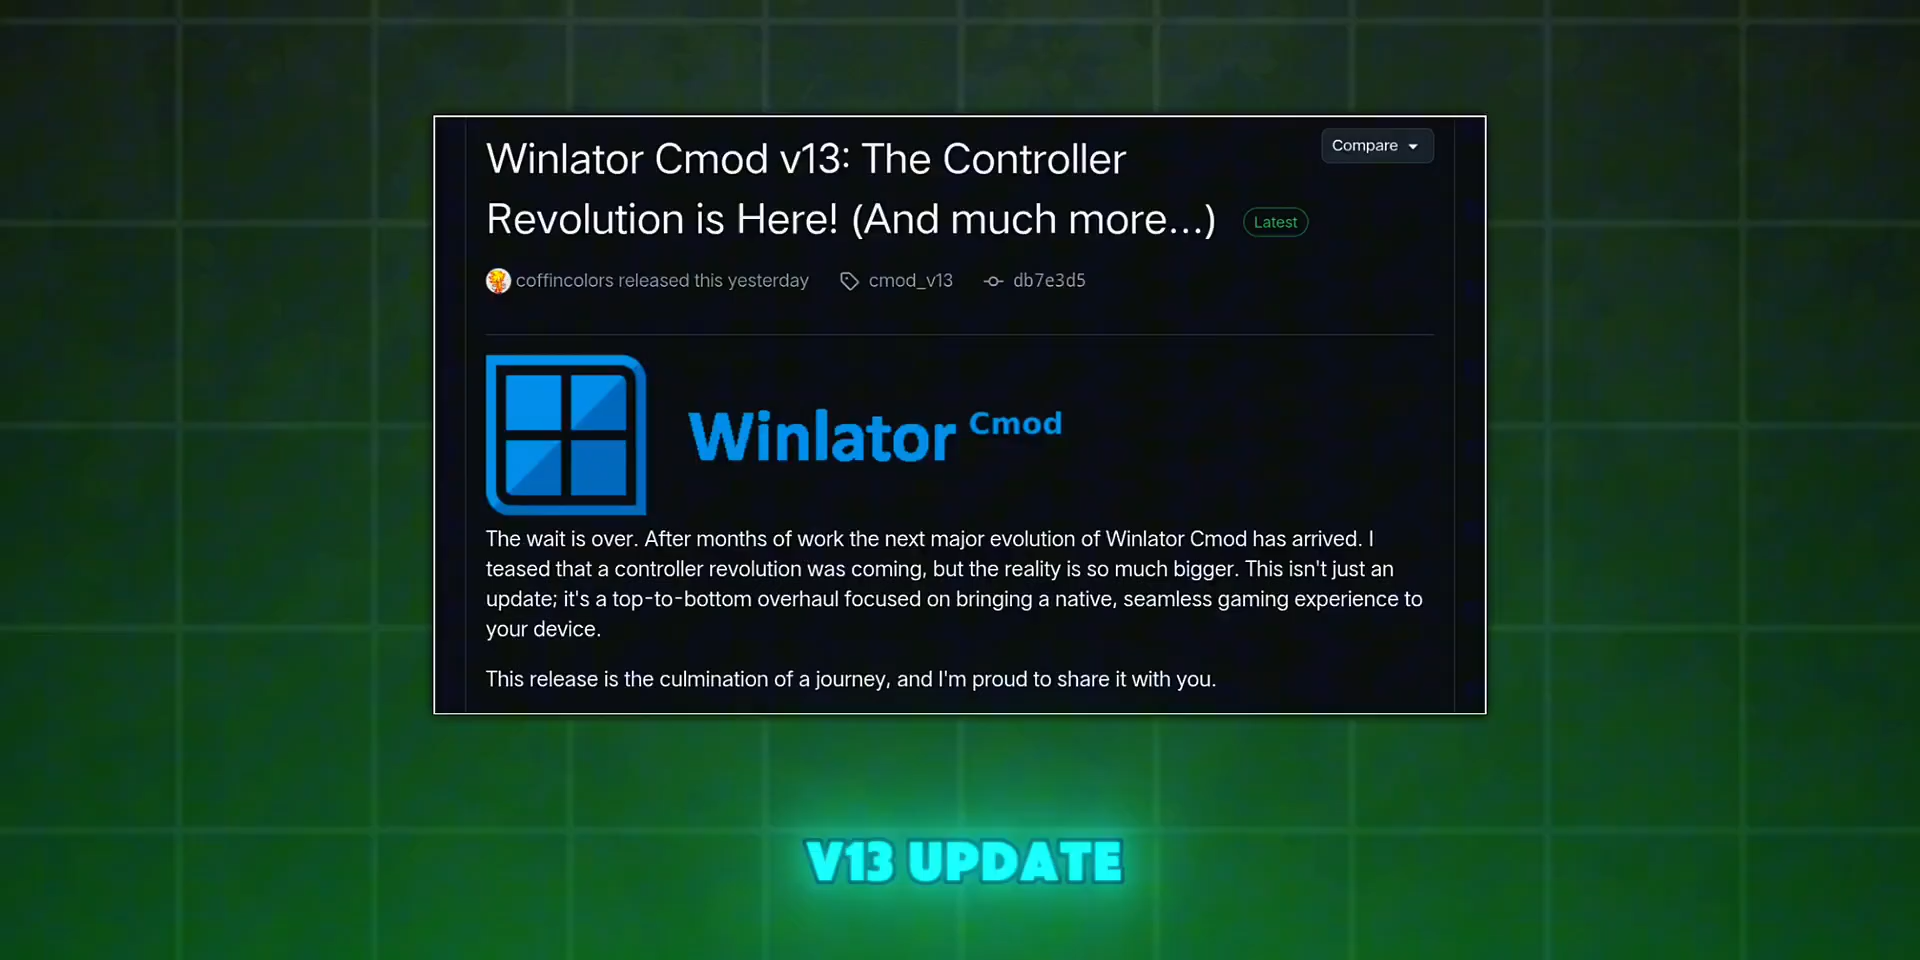 Winlator Cmod v13: The Controller
Revolution is Here! (And much more...)
Latest
Compare
coffincolors released this yesterday
cmod_v13
db7e3d5
Winlator Cmod
The wait is over. After months of work the next major evolution of Winlator Cmod has arrived. I
teased that a controller revolution was coming, but the reality is so much bigger. This isn't just an
update; it's a top-to-bottom overhaul focused on bringing a native, seamless gaming experience to
your device.
This release is the culmination of a journey, and I'm proud to share it with you.
V13 UPDATE